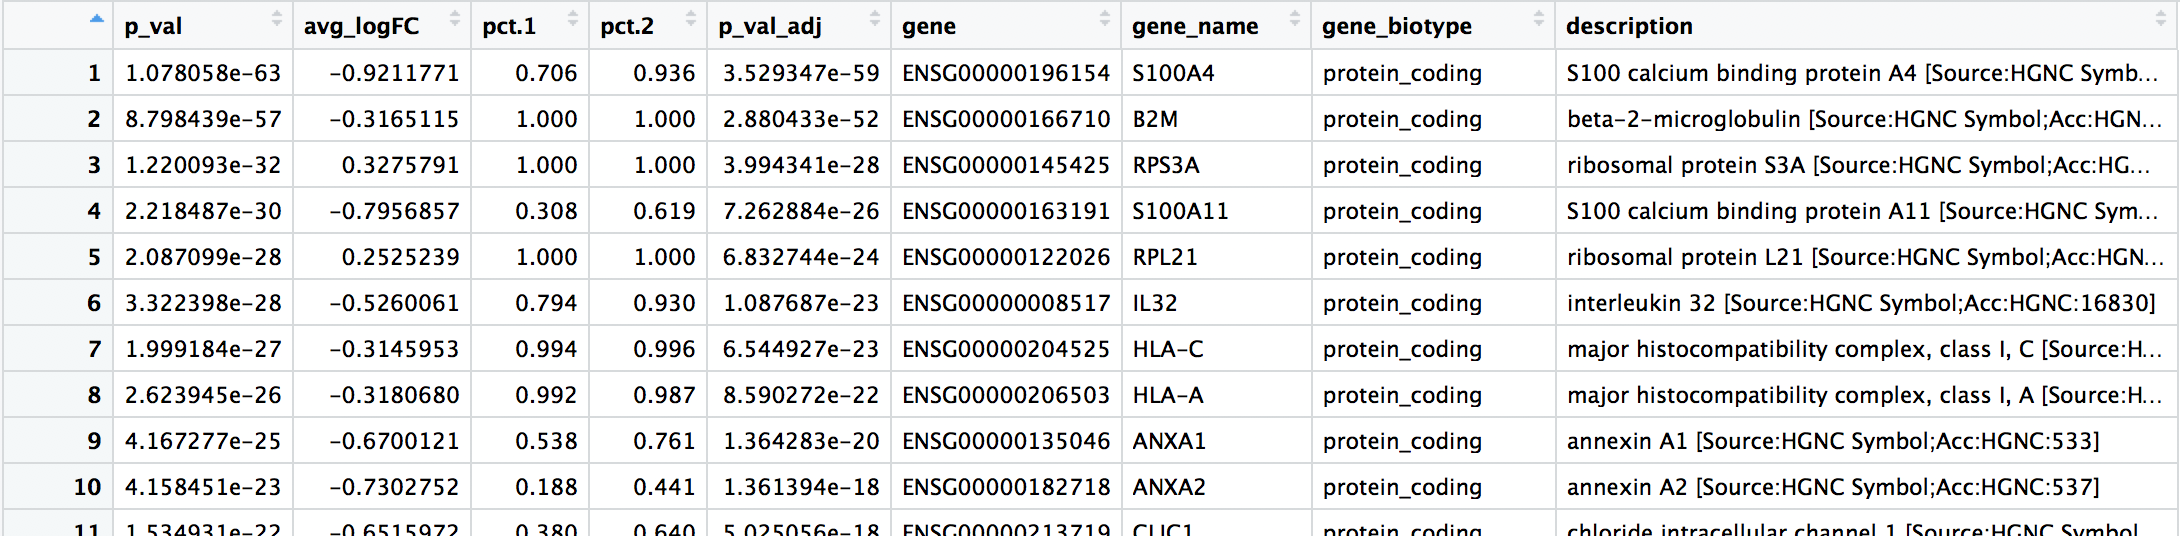 p_val avg_logFC pct.1 pct.2 p_val_adj gene gene_name gene_biotype description
1 1.078058e-63 -0.9211771 0.706 0.936 3.529347e-59 ENSG00000196154 S100A4 protein_coding S100 calcium binding protein A4 [Source:HGNC Symb...
2 8.798439e-57 -0.3165115 1.000 1.000 2.880433e-52 ENSG00000166710 B2M protein_coding beta-2-microglobulin [Source:HGNC Symbol;Acc:HGN...
3 1.220093e-32 0.3275791 1.000 1.000 3.994341e-28 ENSG00000145425 RPS3A protein_coding ribosomal protein S3A [Source:HGNC Symbol;Acc:HG...
4 2.218487e-30 -0.7956857 0.308 0.619 7.262884e-26 ENSG00000163191 S100A11 protein_coding S100 calcium binding protein A11 [Source:HGNC Sym...
5 2.087099e-28 0.2525239 1.000 1.000 6.832744e-24 ENSG00000122026 RPL21 protein_coding ribosomal protein L21 [Source:HGNC Symbol;Acc:HGN...
6 3.322398e-28 -0.5260061 0.794 0.930 1.087687e-23 ENSG00000008517 IL32 protein_coding interleukin 32 [Source:HGNC Symbol;Acc:HGNC:16830]
7 1.999184e-27 -0.3145953 0.994 0.996 6.544927e-23 ENSG00000204525 HLA-C protein_coding major histocompatibility complex, class I, C [Source:H...
8 2.623945e-26 -0.3180680 0.992 0.987 8.590272e-22 ENSG00000206503 HLA-A protein_coding major histocompatibility complex, class I, A [Source:H...
9 4.167277e-25 -0.6700121 0.538 0.761 1.364283e-20 ENSG00000135046 ANXA1 protein_coding annexin A1 [Source:HGNC Symbol;Acc:HGNC:533]
10 4.158451e-23 -0.7302752 0.188 0.441 1.361394e-18 ENSG00000182718 ANXA2 protein_coding annexin A2 [Source:HGNC Symbol;Acc:HGNC:537]
11 1.534931e-22 -0.6515972 0.380 0.640 5.025056e-18 ENSG00000213719 CLIC1 protein_coding chloride intracellular channel 1 [Source:HGNC Symbol